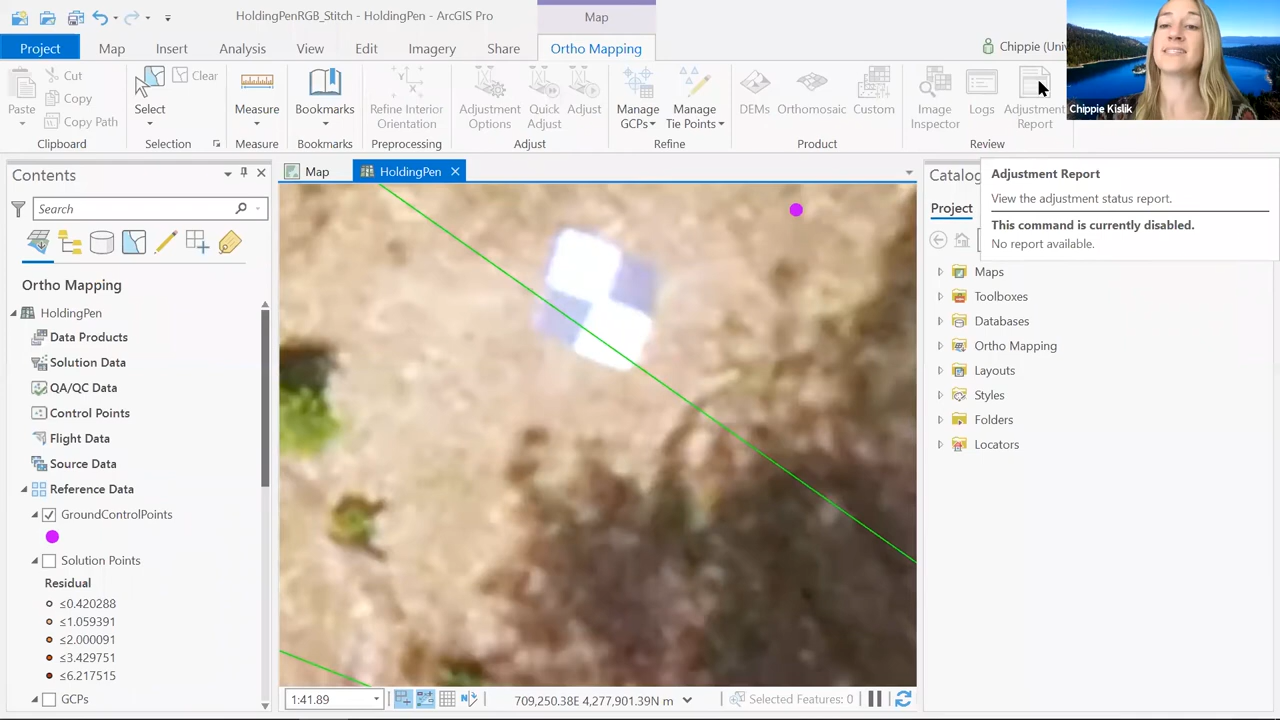 HoldingPenRGB_Stitch - HoldingPen - ArcGIS Pro
Map
Project
Map
Insert
Analysis
View
Edit
Imagery
Share
Ortho Mapping
Chippie (Uni
Paste
Cut
Copy
Copy Path
Clipboard
Select
Clear
Selection
Measure
Measure
Bookmarks
Bookmarks
Refine Interior
Orientation
Preprocessing
Adjustment
Options
Quick
Adjust
Adjust
Adjust
Manage
GCPs
Manage
Tie Points
Refine
DEMs
Orthomosaic
Custom
Product
Image
Inspector
Logs
Adjustment
Report
Review
Chippie Kislik
Contents
Search
Ortho Mapping
HoldingPen
Data Products
Solution Data
QA/QC Data
Control Points
Flight Data
Source Data
Reference Data
GroundControlPoints
Solution Points
Residual
≤0.420288
≤1.059391
≤2.000091
≤3.429751
≤6.217515
GCPs
Map
HoldingPen
1:41.89
709,250.38E 4,277,901.39N m
Selected Features: 0
Catalog
Project
Adjustment Report
View the adjustment status report.
This command is currently disabled.
No report available.
Maps
Toolboxes
Databases
Ortho Mapping
Layouts
Styles
Folders
Locators